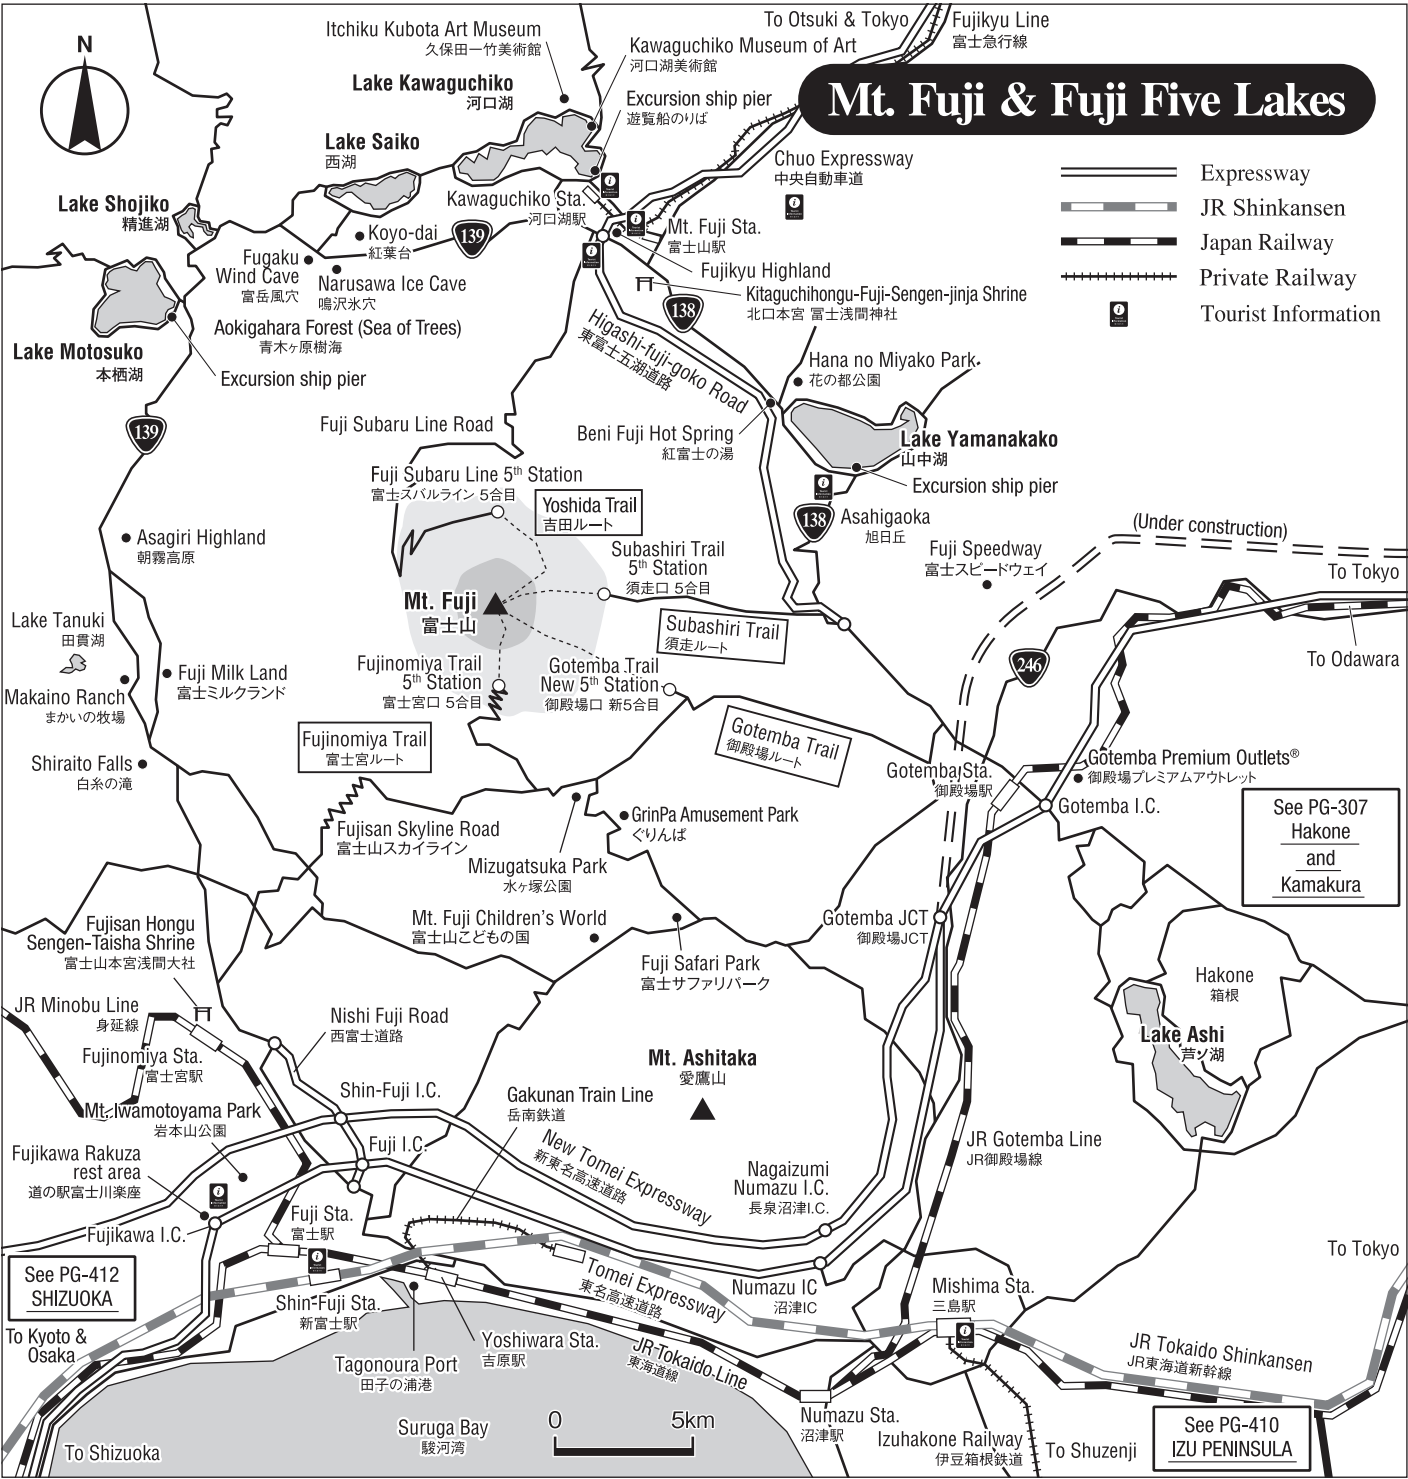 Mt. Fuji & Fuji Five Lakes
N
To Otsuki & Tokyo
Fujikyu Line
富士急行線
Itchiku Kubota Art Museum
久保田一竹美術館
Kawaguchiko Museum of Art
河口湖美術館
Lake Kawaguchiko
河口湖
Excursion ship pier
遊覧船のりば
Lake Saiko
西湖
Chuo Expressway
中央自動車道
Expressway
JR Shinkansen
Japan Railway
Private Railway
Tourist Information
Lake Shojiko
精進湖
Kawaguchiko Sta.
河口湖駅
Koyo-dai
紅葉台
139
Mt. Fuji Sta.
富士山駅
Fugaku
Wind Cave
富岳風穴
Narusawa Ice Cave
鳴沢氷穴
Fujikyu Highland
Kitaguchihongu-Fuji-Sengen-jinja Shrine
北口本宮 冨士浅間神社
138
Aokigahara Forest (Sea of Trees)
青木ヶ原樹海
Lake Motosuko
本栖湖
Excursion ship pier
Higashi-fuji-goko Road
東富士五湖道路
Hana no Miyako Park
花の都公園
139
Fuji Subaru Line Road
Beni Fuji Hot Spring
紅富士の湯
Lake Yamanakako
山中湖
Excursion ship pier
Fuji Subaru Line 5th Station
富士スバルライン 5合目
Yoshida Trail
吉田ルート
138
Asahigaoka
旭日丘
(Under construction)
Asagiri Highland
朝霧高原
Subashiri Trail
5th Station
須走口 5合目
Fuji Speedway
富士スピードウェイ
To Tokyo
Mt. Fuji
富士山
Lake Tanuki
田貫湖
Subashiri Trail
須走ルート
246
To Odawara
Fujinomiya Trail
5th Station
富士宮口 5合目
Gotemba Trail
New 5th Station
御殿場口 新5合目
Fuji Milk Land
富士ミルクランド
Makaino Ranch
まかいの牧場
Fujinomiya Trail
富士宮ルート
Gotemba Trail
御殿場ルート
Shiraito Falls
白糸の滝
Gotemba Sta.
御殿場駅
Gotemba Premium Outlets®
御殿場プレミアムアウトレット
Gotemba I.C.
See PG-307
Hakone
and
Kamakura
Fujisan Skyline Road
富士山スカイライン
GrinPa Amusement Park
ぐりんぱ
Mizugatsuka Park
水ヶ塚公園
Mt. Fuji Children's World
富士山こどもの国
Gotemba JCT
御殿場JCT
Fujisan Hongu
Sengen-Taisha Shrine
富士山本宮浅間大社
Fuji Safari Park
富士サファリパーク
Hakone
箱根
JR Minobu Line
身延線
Nishi Fuji Road
西富士道路
Lake Ashi
芦ノ湖
Fujinomiya Sta.
富士宮駅
Mt. Ashitaka
愛鷹山
Shin-Fuji I.C.
Gakunan Train Line
岳南鉄道
Mt. Iwamotoyama Park
岩本山公園
Fuji I.C.
New Tomei Expressway
新東名高速道路
JR Gotemba Line
JR御殿場線
Fujikawa Rakuza
rest area
道の駅富士川楽座
Nagaizumi
Numazu I.C.
長泉沼津I.C.
Fujikawa I.C.
Fuji Sta.
富士駅
To Tokyo
See PG-412
SHIZUOKA
Tomei Expressway
東名高速道路
Numazu IC
沼津IC
Mishima Sta.
三島駅
Shin-Fuji Sta.
新富士駅
To Kyoto &
Osaka
Yoshiwara Sta.
吉原駅
JR-Tokaido-Line
東海道線
JR Tokaido Shinkansen
JR東海道新幹線
Tagonoura Port
田子の浦港
Numazu Sta.
沼津駅
Suruga Bay
駿河湾
0 5km
Izuhakone Railway
伊豆箱根鉄道
To Shuzenji
See PG-410
IZU PENINSULA
To Shizuoka